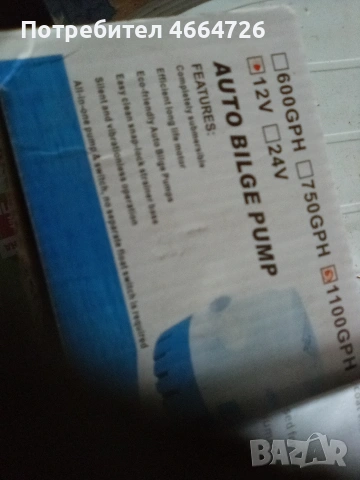 Потребител 4664726
☐600GPH ☐750GPH ☑1100GPH
☑12V ☐24V
AUTO BILGE PUMP
FEATURES:
Completely submersible
Efficient long life motor
Eco-friendly Auto Bilge Pumps
Easy clean snap-lock strainer base
Silent and vibrationless operation
All-in-one pump& switch, no separate float switch is required
bazar